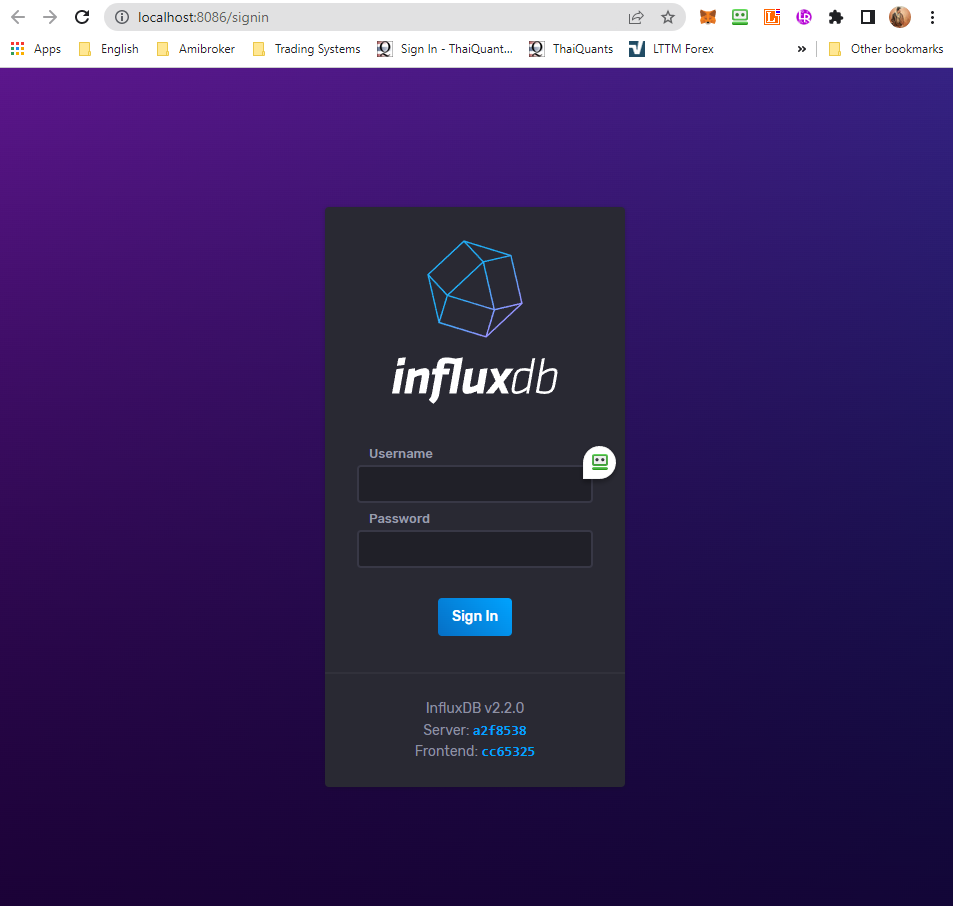 localhost:8086/signin
Apps English Amibroker Trading Systems Sign In - ThaiQuant... ThaiQuants LTTM Forex » Other bookmarks
influxdb
Username
Password
Sign In
InfluxDB v2.2.0
Server: a2f8538
Frontend: cc65325